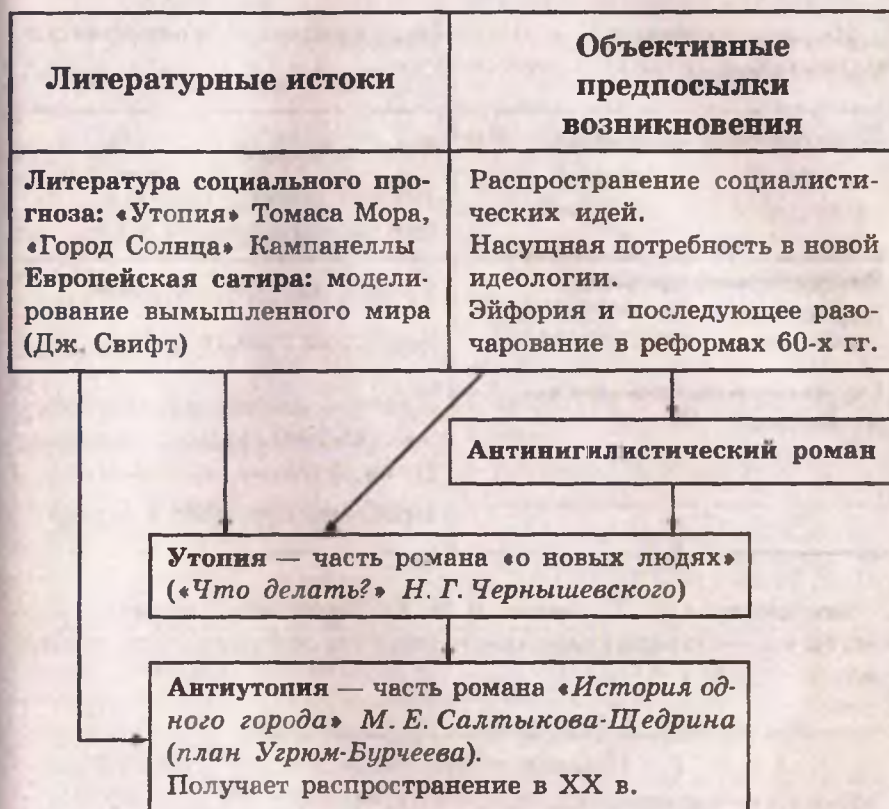 Литературные истоки
Объективные
предпосылки
возникновения
Литература социального про-
гноза: «Утопия» Томаса Мора,
«Город Солнца» Кампанеллы
Европейская сатира: модели-
рование вымышленного мира
(Дж. Свифт)
Распространение социалисти-
ческих идей.
Насущная потребность в новой
идеологии.
Эйфория и последующее разо-
чарование в реформах 60-х гг.
Антинигилистический роман
Утопия — часть романа «о новых людях»
(«Что делать?» Н. Г. Чернышевского)
Антиутопия — часть романа «История од-
ного города» М. Е. Салтыкова-Щедрина
(план Угрюм-Бурчеева).
Получает распространение в XX в.